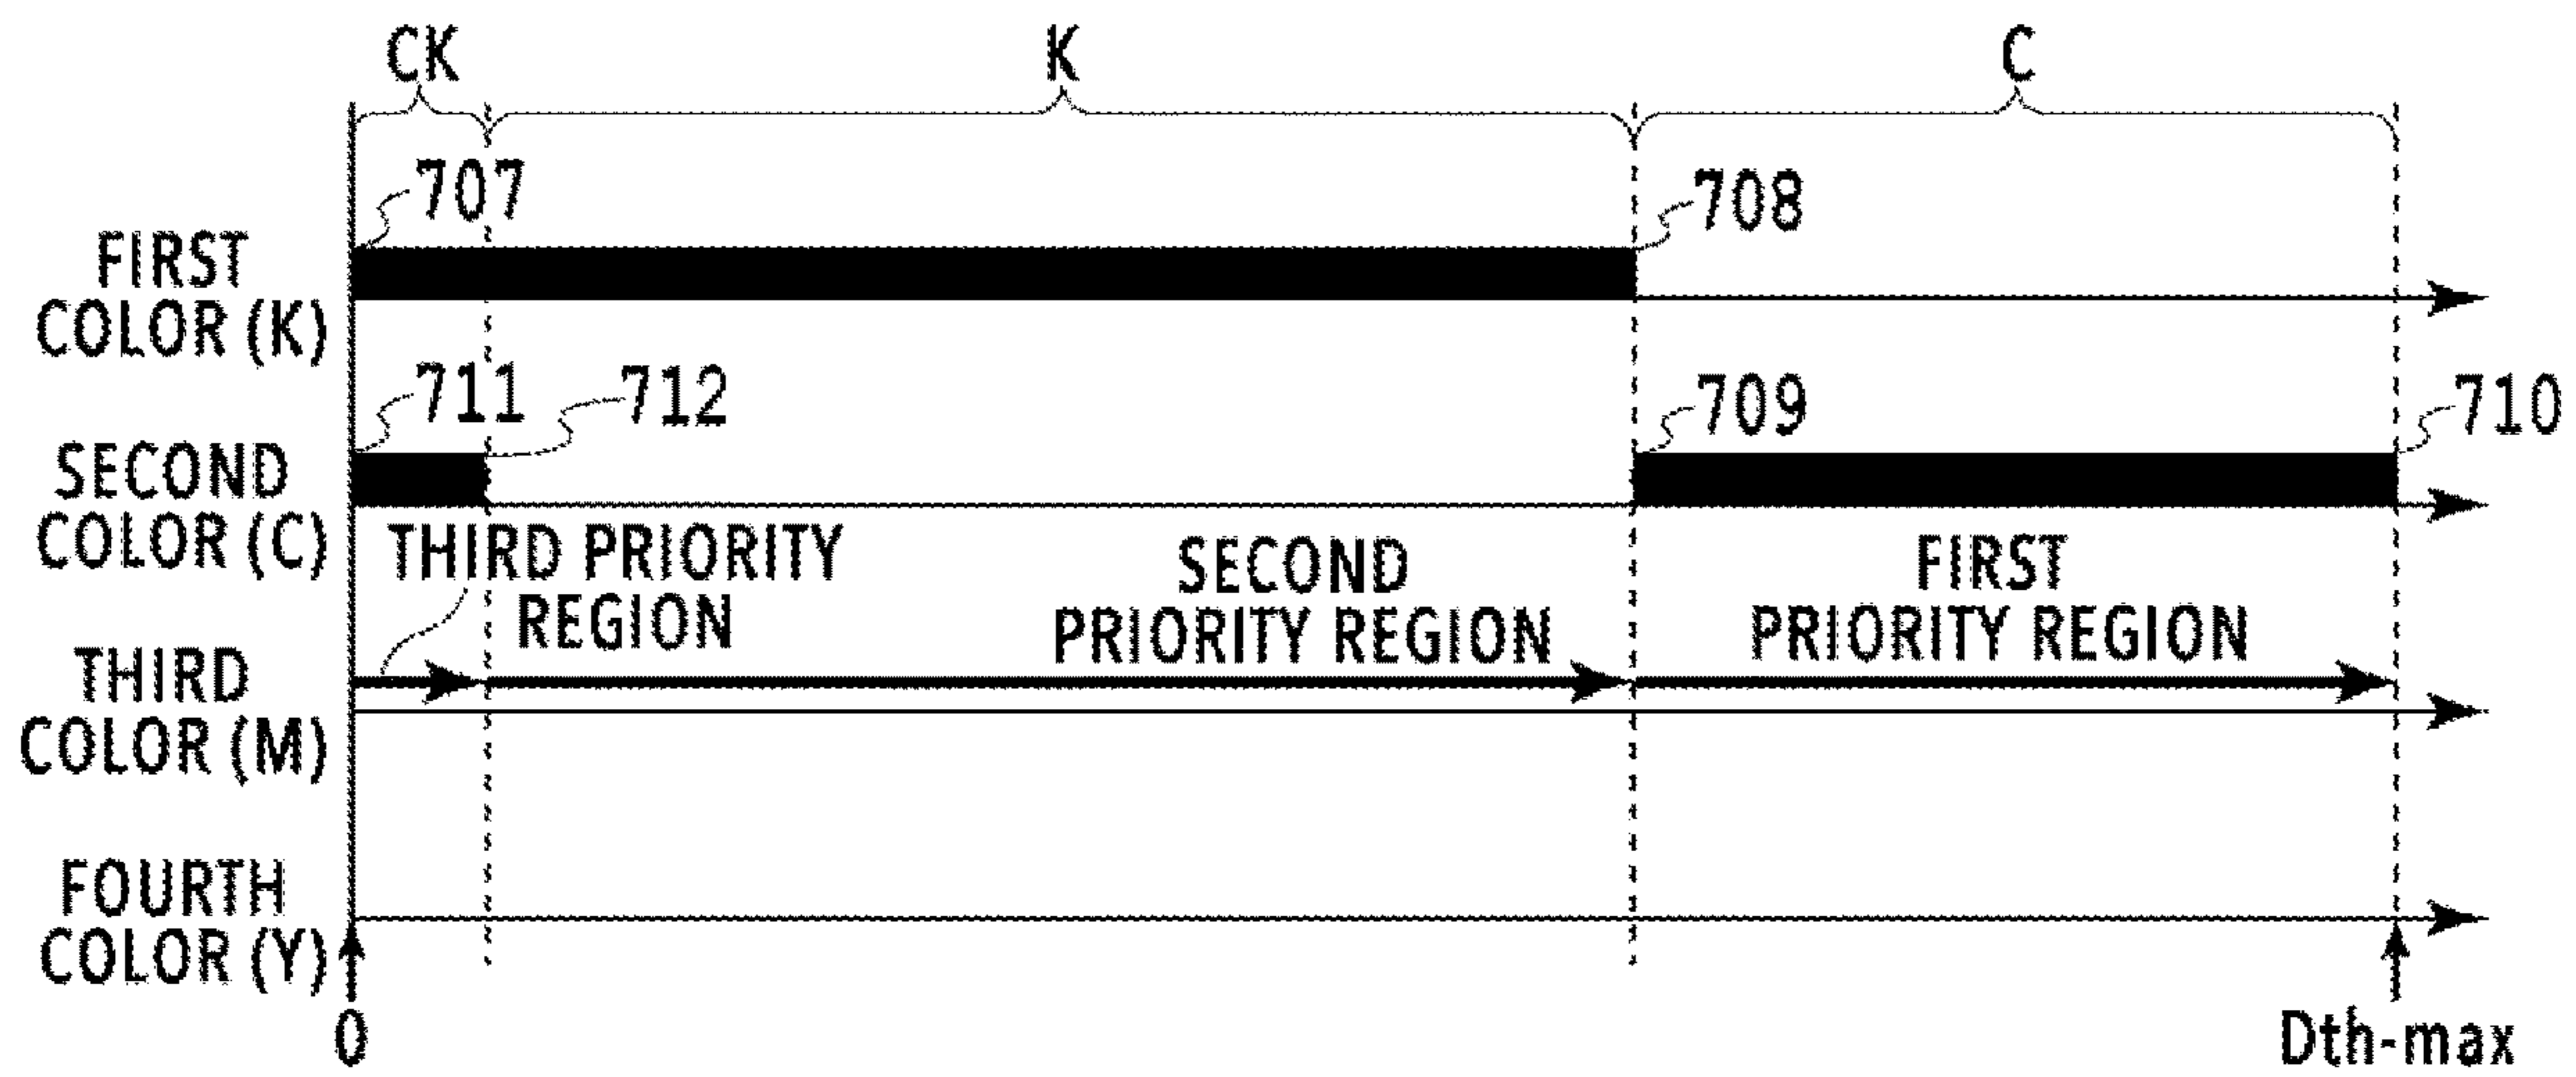 CK K C
707
708
FIRST
COLOR (K)
711
712
709
710
SECOND
COLOR (C)
THIRD PRIORITY
REGION
SECOND
PRIORITY REGION
FIRST
PRIORITY REGION
THIRD
COLOR (M)
FOURTH
COLOR (Y)
0
Dth-max